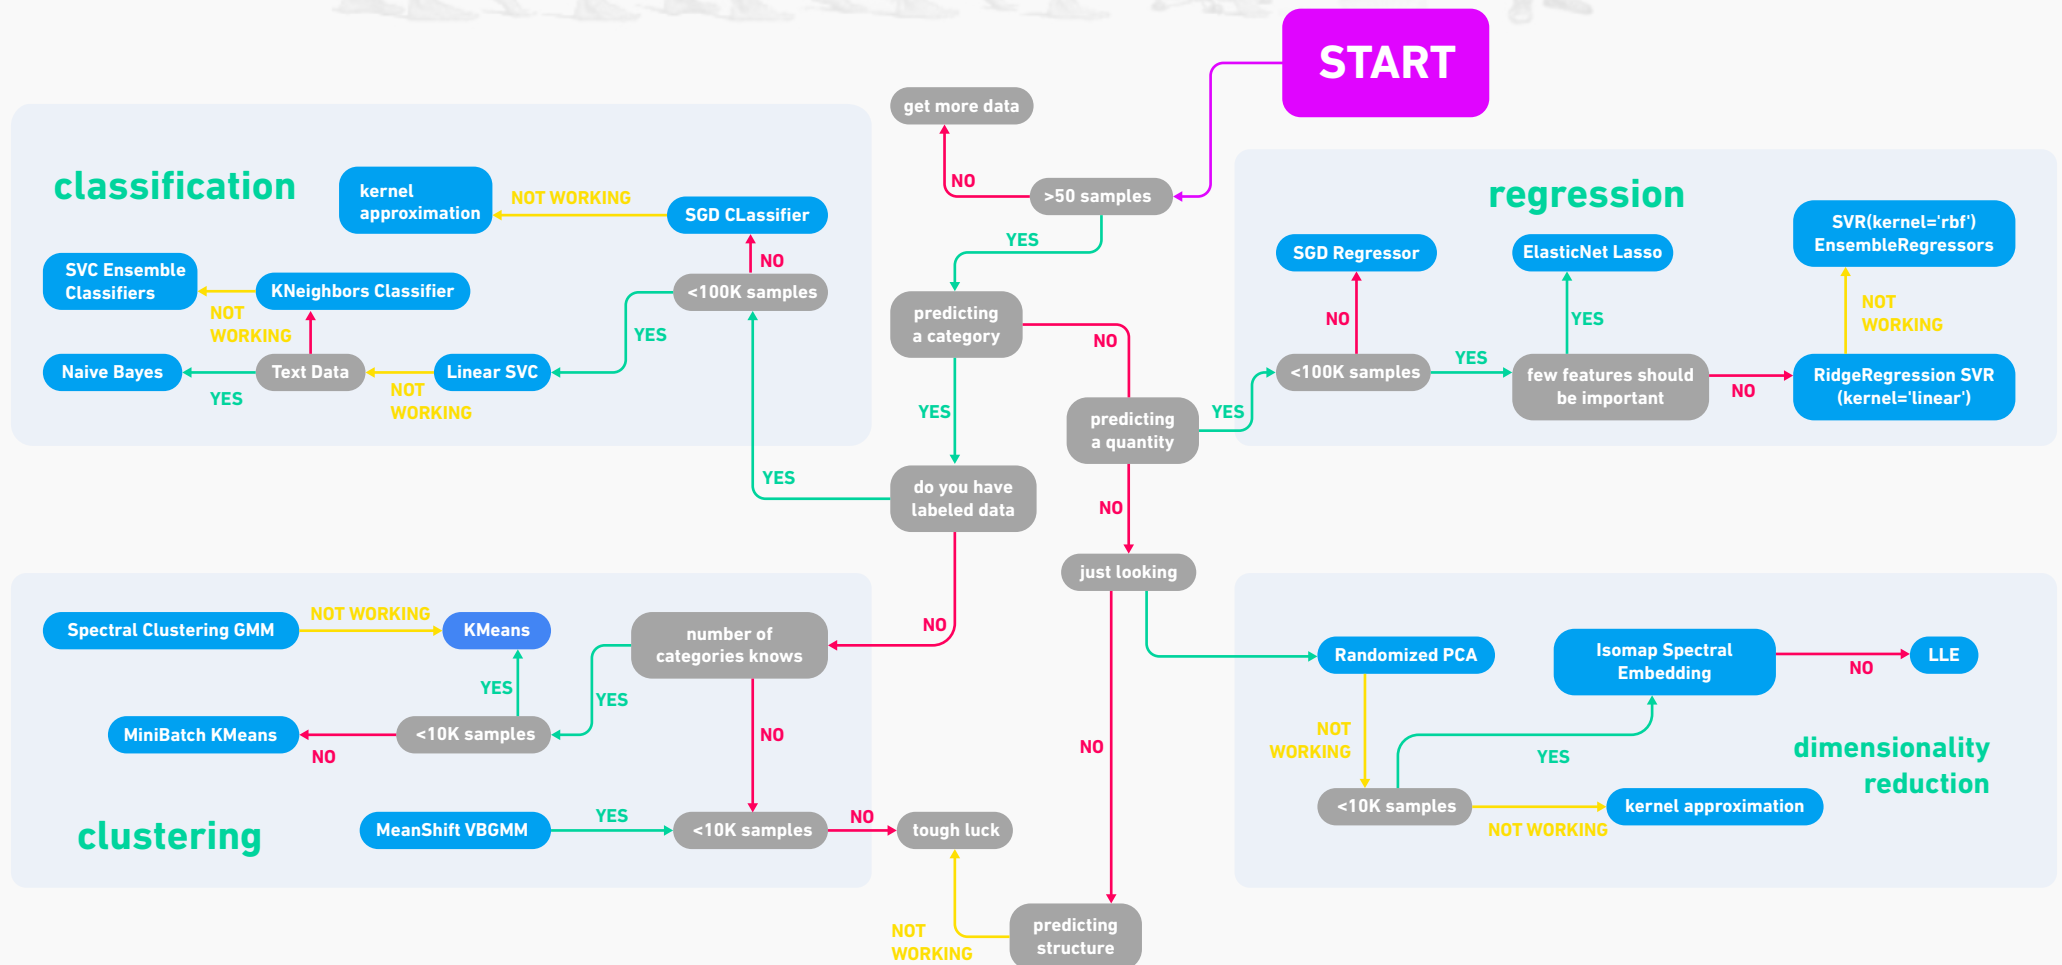 START
get more data
NO
>50 samples
YES
classification
kernel
approximation
NOT WORKING
SGD CLassifier
NO
<100K samples
SVC Ensemble
Classifiers
KNeighbors Classifier
NOT
WORKING
YES
Naive Bayes
YES
Text Data
NOT
WORKING
Linear SVC
predicting
a category
NO
YES
predicting
a quantity
YES
NO
regression
SGD Regressor
NO
<100K samples
YES
ElasticNet Lasso
YES
few features should
be important
NO
SVR(kernel='rbf')
EnsembleRegressors
NOT
WORKING
RidgeRegression SVR
(kernel='linear')
do you have
labeled data
YES
NO
just looking
NO
Spectral Clustering GMM
NOT WORKING
KMeans
number of
categories knows
YES
YES
MiniBatch KMeans
NO
<10K samples
NO
clustering
MeanShift VBGMM
YES
<10K samples
NO
tough luck
NOT
WORKING
predicting
structure
Randomized PCA
NOT
WORKING
Isomap Spectral
Embedding
NO
LLE
YES
<10K samples
NOT WORKING
kernel approximation
dimensionality
reduction